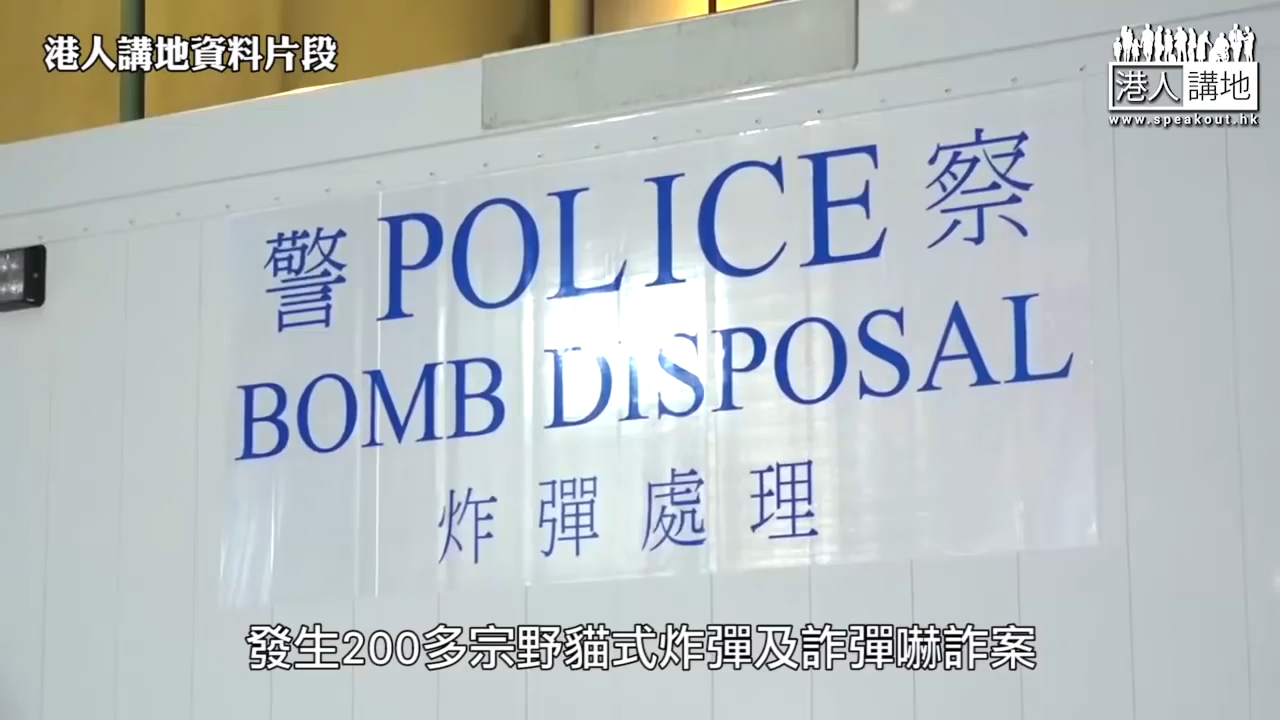 港人講地資料片段
港人講地
www.speakout.hk
警 POLICE 察
BOMB DISPOSAL
炸彈處理
發生200多宗野貓式炸彈及詐彈嚇詐案